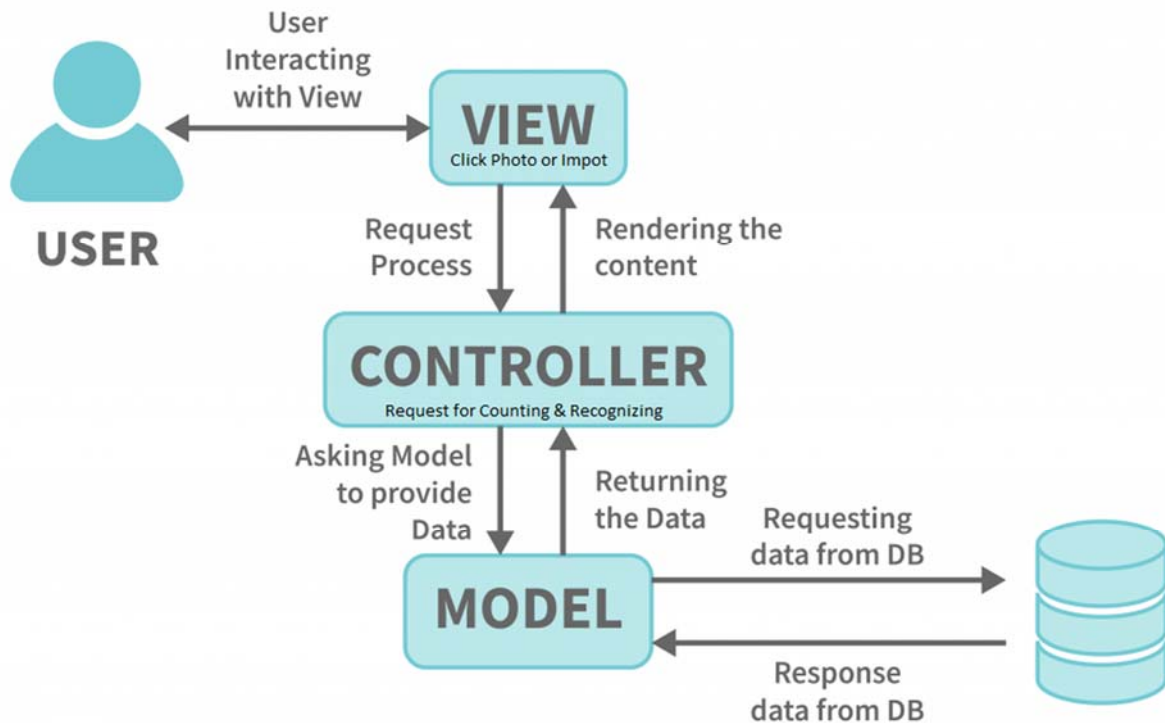 User
Interacting
with View
VIEW
Click Photo or Impot
USER
Request
Process
Rendering the
content
CONTROLLER
Request for Counting & Recognizing
Asking Model
to provide
Data
Returning
the Data
Requesting
data from DB
MODEL
Response
data from DB